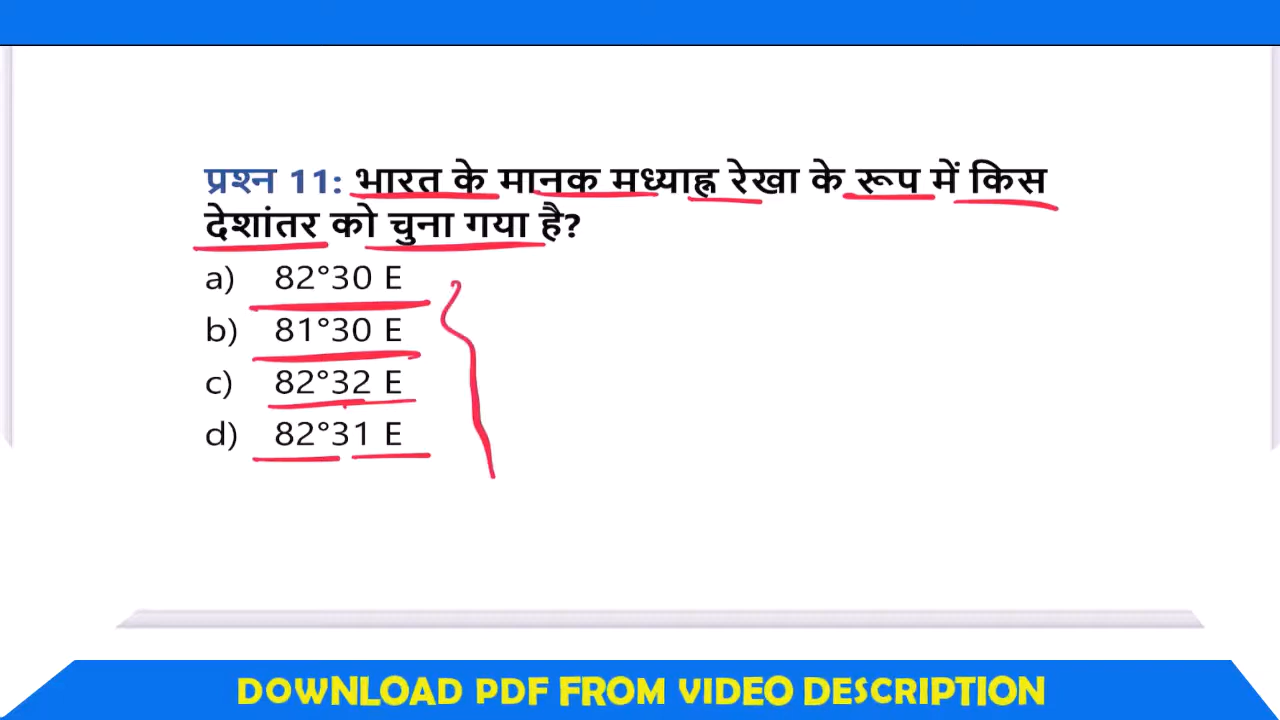 प्रश्न 11: भारत के मानक मध्याह्न रेखा के रूप में किस
देशांतर को चुना गया है?
a) 82°30 E
b) 81°30 E
c) 82°32 E
d) 82°31 E
DOWNLOAD PDF FROM VIDEO DESCRIPTION